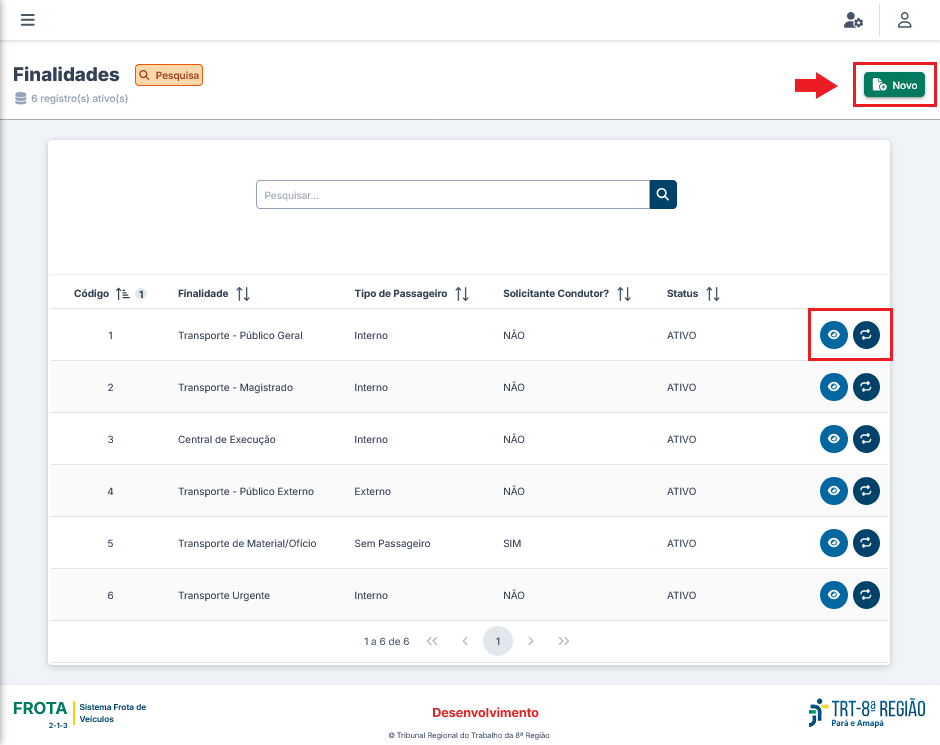 Finalidades
Pesquisa
6 registro(s) ativo(s)
Novo
Pesquisar...
Código 1 Finalidade Tipo de Passageiro Solicitante Condutor? Status
1 Transporte - Público Geral Interno NÃO ATIVO
2 Transporte - Magistrado Interno NÃO ATIVO
3 Central de Execução Interno NÃO ATIVO
4 Transporte - Público Externo Externo NÃO ATIVO
5 Transporte de Material/Ofício Sem Passageiro SIM ATIVO
6 Transporte Urgente Interno NÃO ATIVO
1 a 6 de 6 1
FROTA
2-1-3
Sistema Frota de
Veículos
Desenvolvimento
© Tribunal Regional do Trabalho da 8ª Região
TRT-8ª REGIÃO
Pará e Amapá